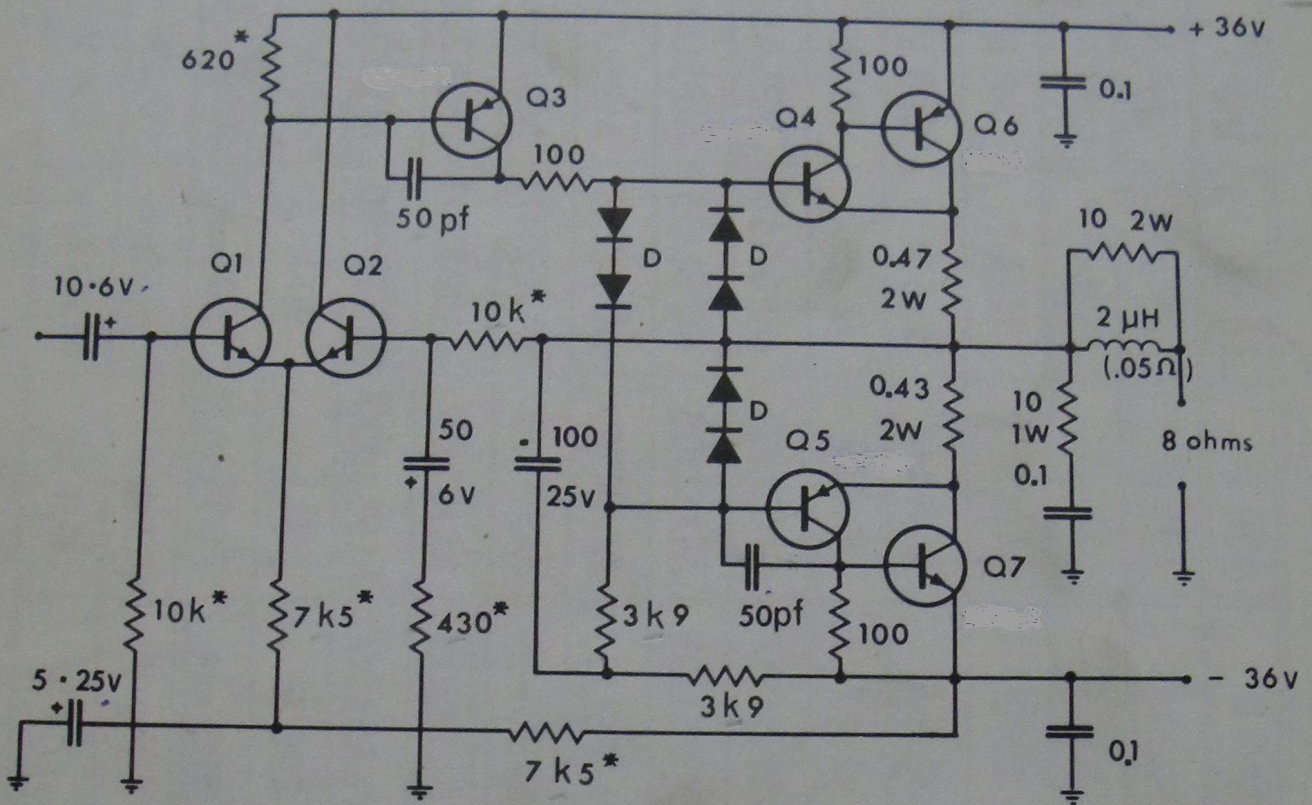 + 36v
620*
Q3
100
0.1
Q4
Q6
100
50 pf
10 2W
Q1
Q2
D
D
0.47
2W
10·6v
10k*
2 µH
(.05Ω)
0.43
2W
D
10
1W
50
6v
100
25v
Q5
8 ohms
0.1
+
+
Q7
10k*
7k5*
430*
3k9
50pf
100
5·25v
+
3k9
- 36v
7k5*
0.1